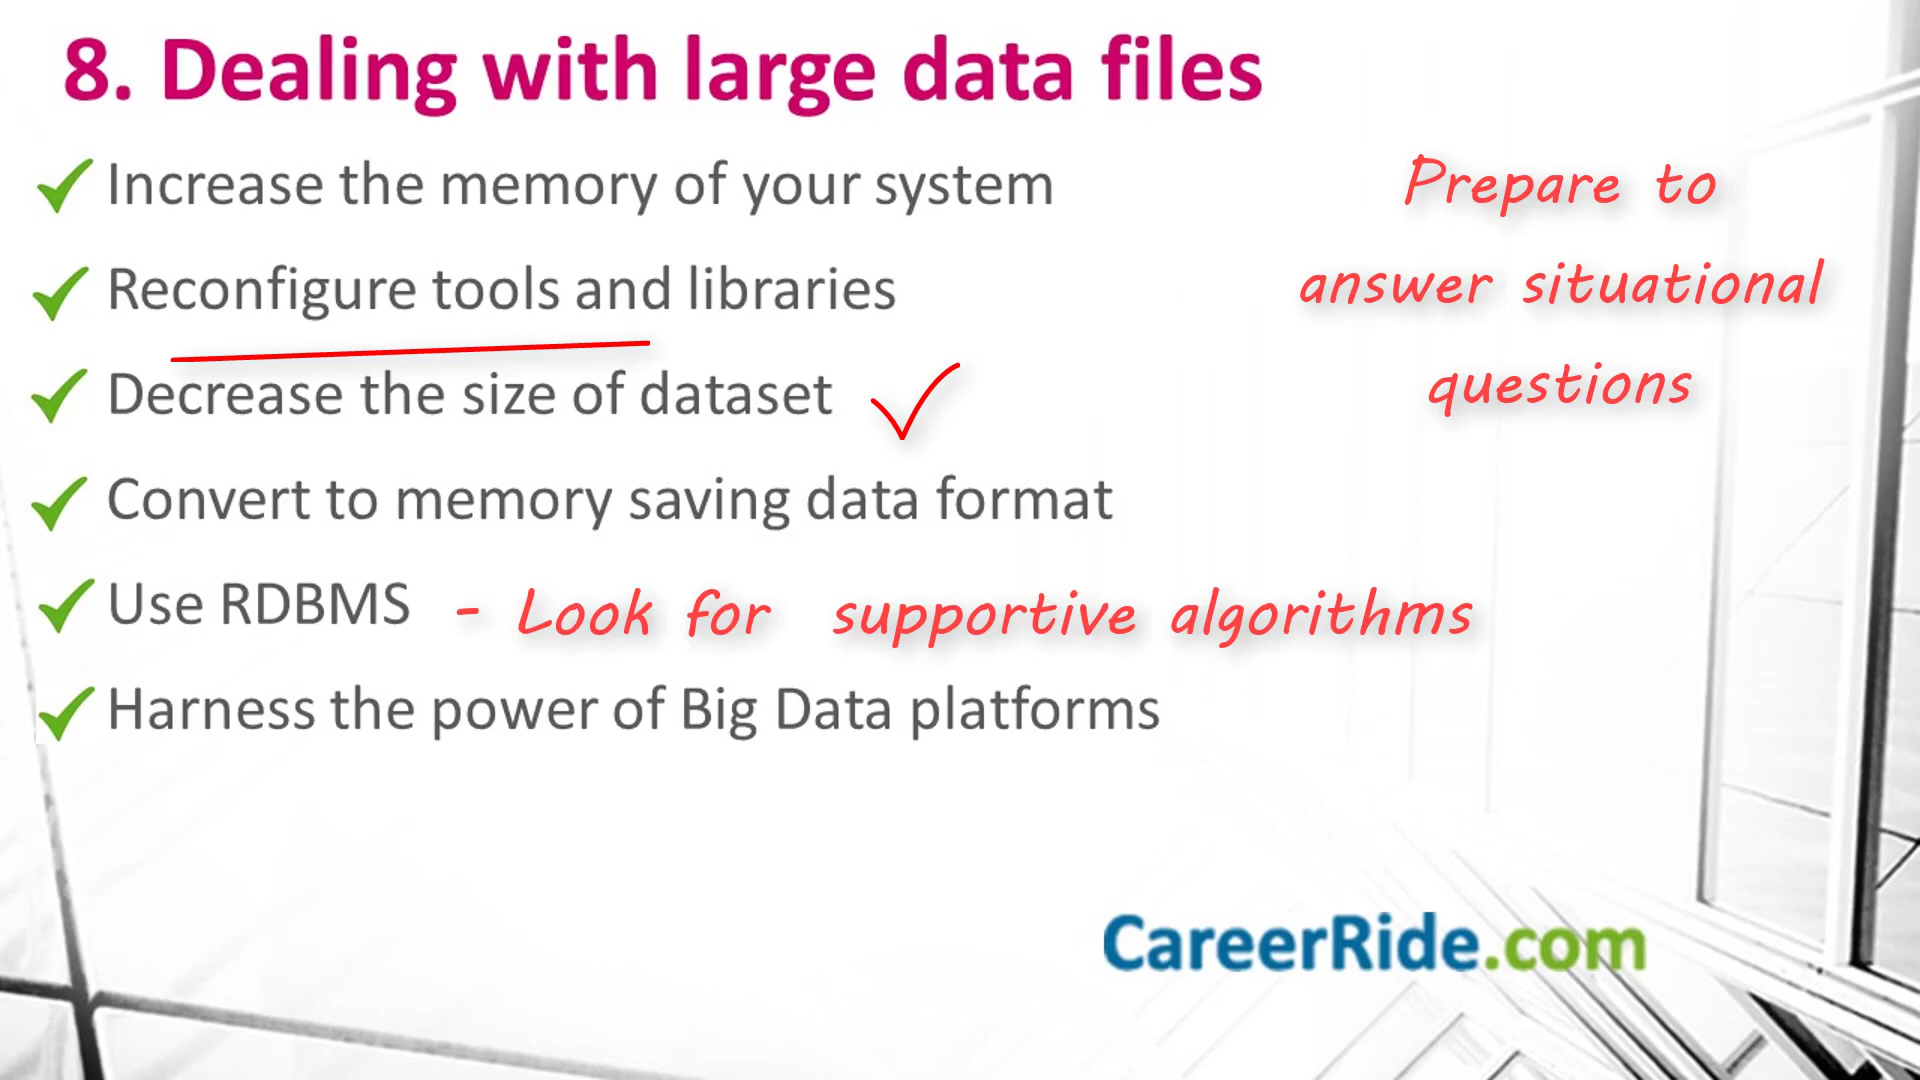 8. Dealing with large data files
Increase the memory of your system
Reconfigure tools and libraries
Decrease the size of dataset
Convert to memory saving data format
Use RDBMS - Look for supportive algorithms
Harness the power of Big Data platforms
Prepare to
answer situational
questions
CareerRide.com